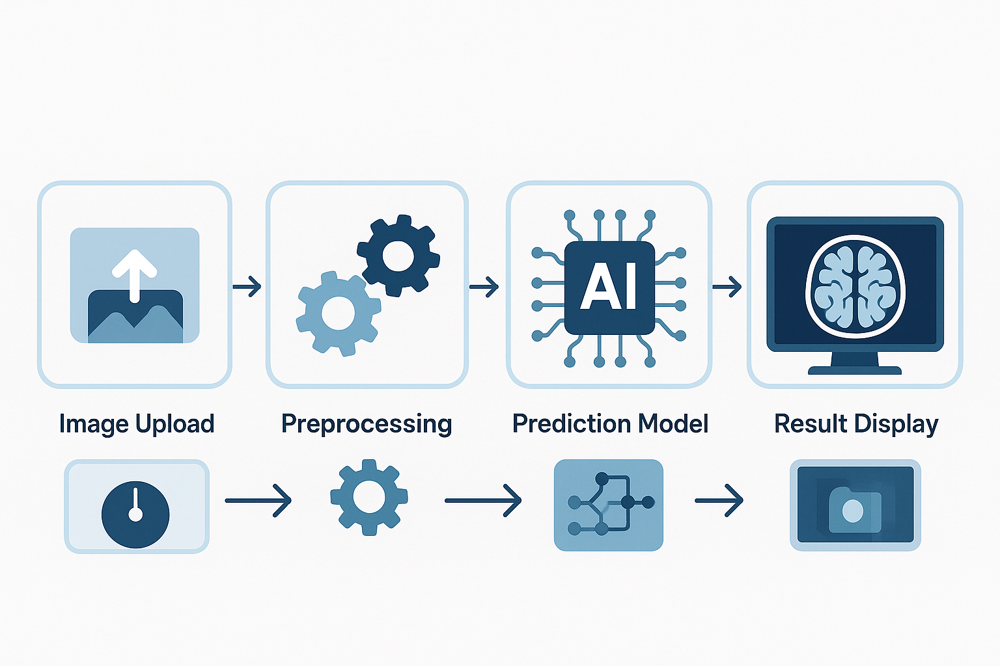 AI
Image Upload
Preprocessing
Prediction Model
Result Display